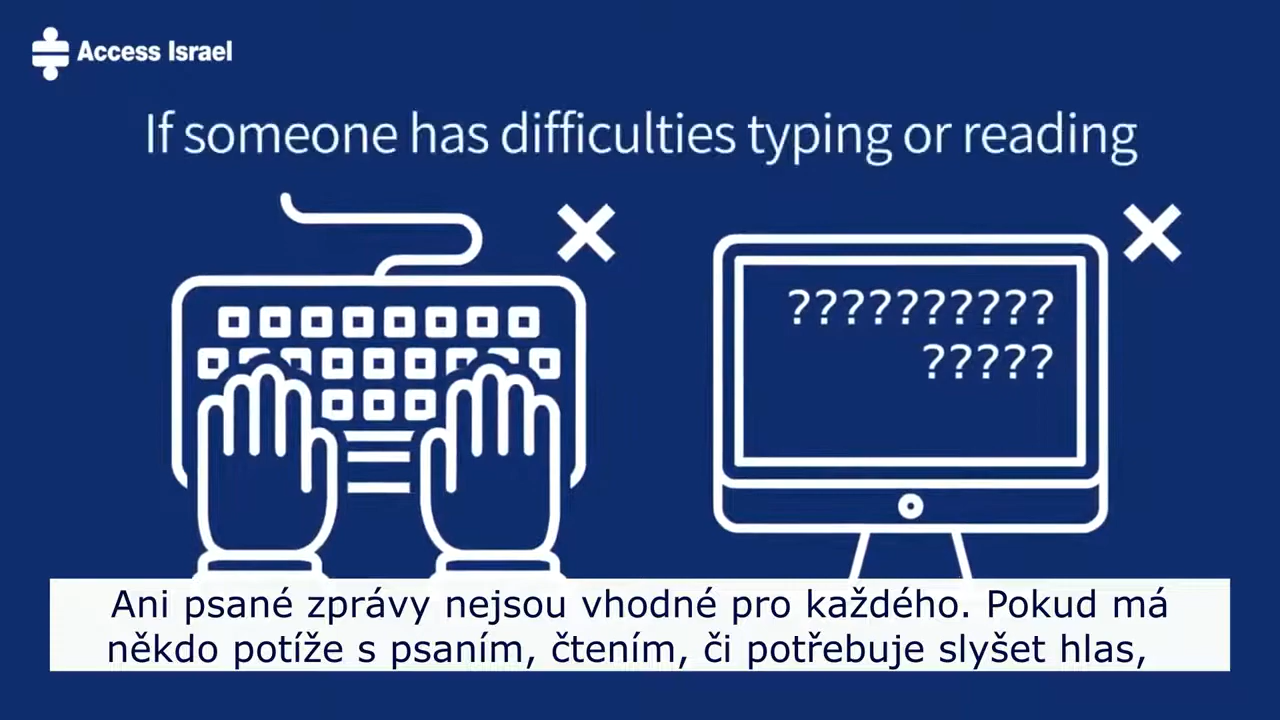 Access Israel
If someone has difficulties typing or reading
??????????
?????
Ani psané zprávy nejsou vhodné pro každého. Pokud má
někdo potíže s psaním, čtením, či potřebuje slyšet hlas,